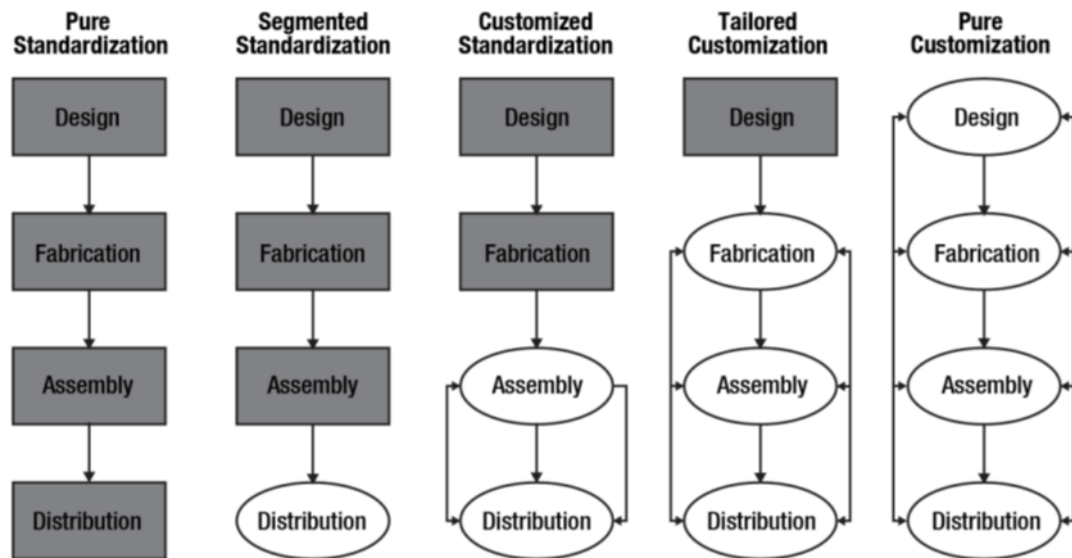 Pure
Standardization
Segmented
Standardization
Customized
Standardization
Tailored
Customization
Pure
Customization
Design
Design
Design
Design
Design
Fabrication
Fabrication
Fabrication
Fabrication
Fabrication
Assembly
Assembly
Assembly
Assembly
Assembly
Distribution
Distribution
Distribution
Distribution
Distribution